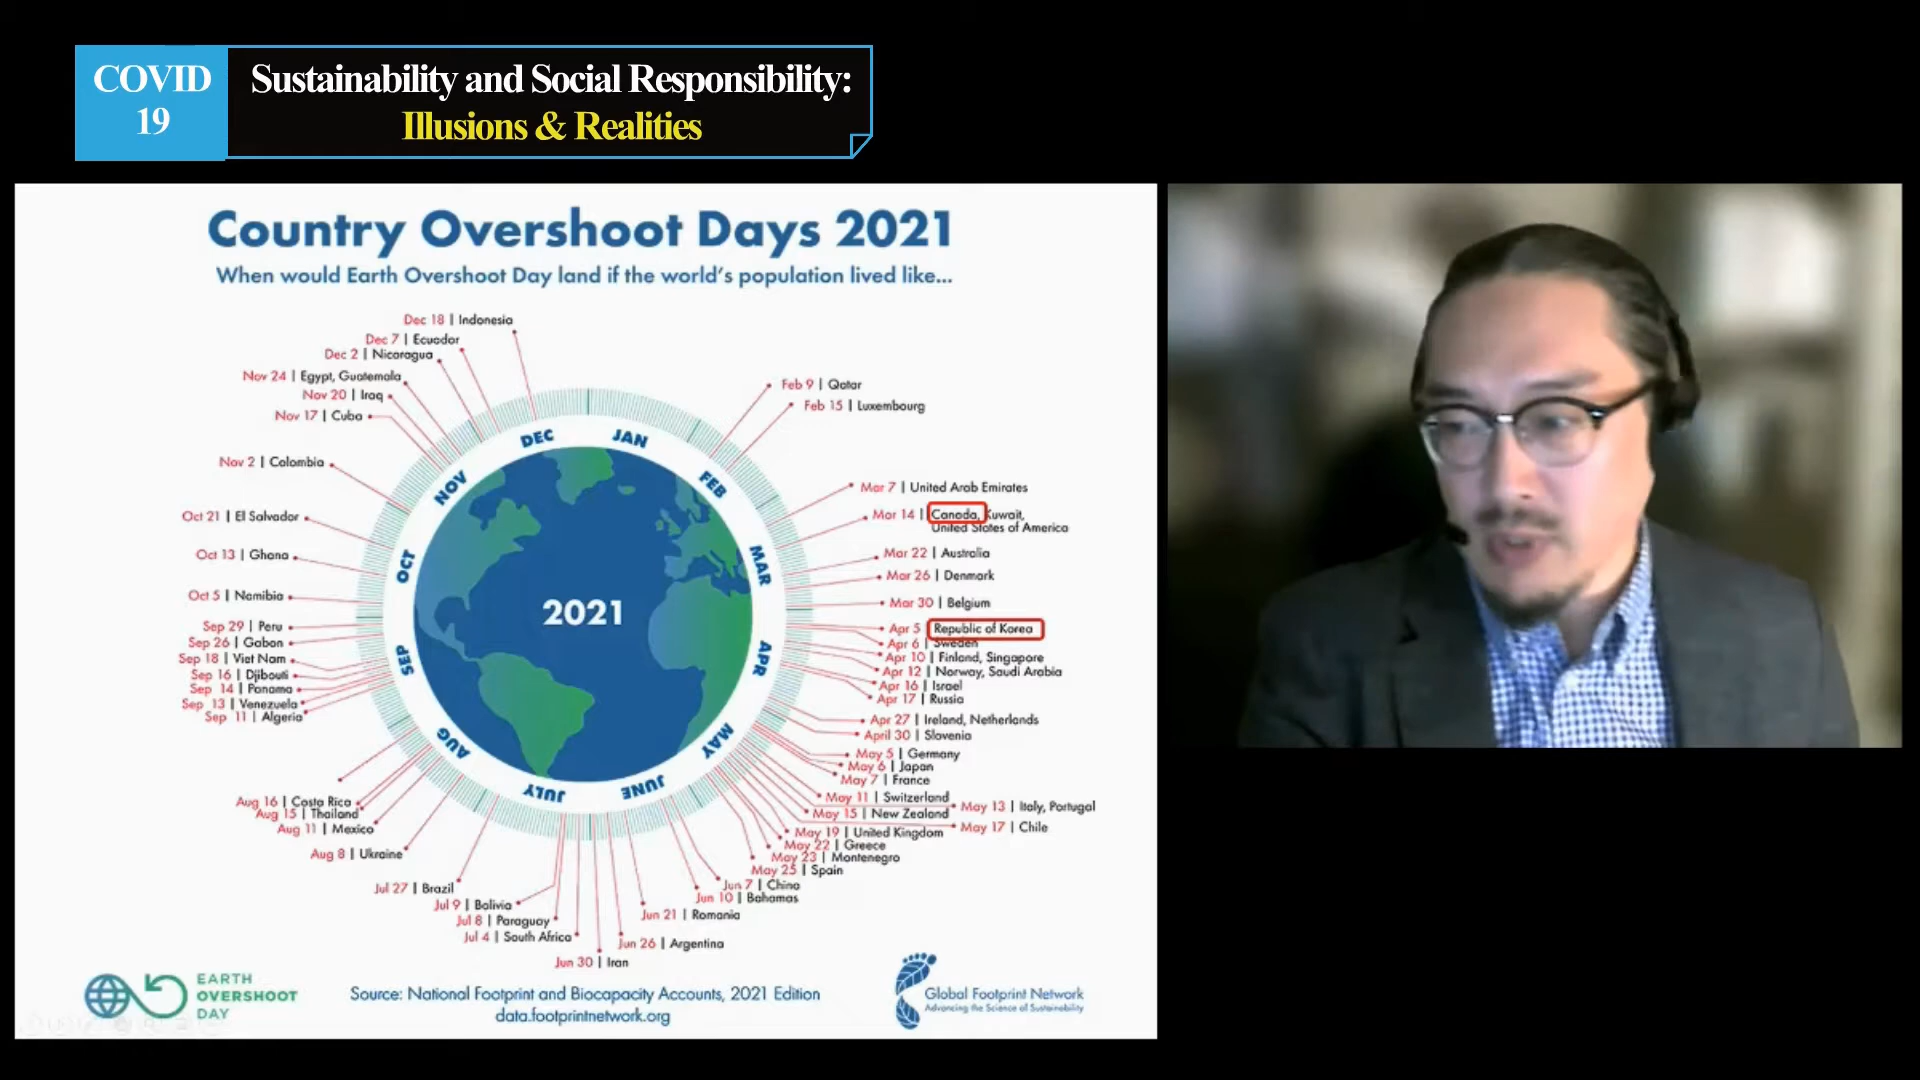 COVID
19
Sustainability and Social Responsibility:
Illusions & Realities
Country Overshoot Days 2021
When would Earth Overshoot Day land if the world's population lived like...
Dec 18 | Indonesia
Dec 7 | Ecuador
Dec 2 | Nicaragua
Nov 24 | Egypt, Guatemala
Nov 20 | Iraq
Nov 17 | Cuba
Nov 2 | Colombia
Oct 21 | El Salvador
Oct 13 | Ghana
Oct 5 | Namibia
Sep 29 | Peru
Sep 26 | Gabon
Sep 18 | Viet Nam
Sep 16 | Djibouti
Sep 14 | Panama
Sep 13 | Venezuela
Sep 11 | Algeria
Aug 16 | Costa Rica
Aug 15 | Thailand
Aug 11 | Mexico
Aug 8 | Ukraine
Jul 27 | Brazil
Jul 9 | Bolivia
Jul 8 | Paraguay
Jul 4 | South Africa
Jun 30 | Iran
JAN
FEB
MAR
APR
MAY
JUNE
JULY
AUG
SEP
OCT
NOV
DEC
2021
Feb 9 | Qatar
Feb 15 | Luxembourg
Mar 7 | United Arab Emirates
Mar 14 | Canada, Kuwait,
United States of America
Mar 22 | Australia
Mar 26 | Denmark
Mar 30 | Belgium
Apr 5 | Republic of Korea
Apr 6 | Sweden
Apr 10 | Finland, Singapore
Apr 12 | Norway, Saudi Arabia
Apr 16 | Israel
Apr 17 | Russia
Apr 27 | Ireland, Netherlands
April 30 | Slovenia
May 5 | Germany
May 6 | Japan
May 7 | France
May 11 | Switzerland
May 13 | Italy, Portugal
May 15 | New Zealand
May 17 | Chile
May 19 | United Kingdom
May 22 | Greece
May 23 | Montenegro
May 25 | Spain
Jun 7 | China
Jun 10 | Bahamas
Jun 21 | Romania
Jun 26 | Argentina
EARTH
OVERSHOOT
DAY
Source: National Footprint and Biocapacity Accounts, 2021 Edition
data.footprintnetwork.org
Global Footprint Network
Advancing the Science of Sustainability